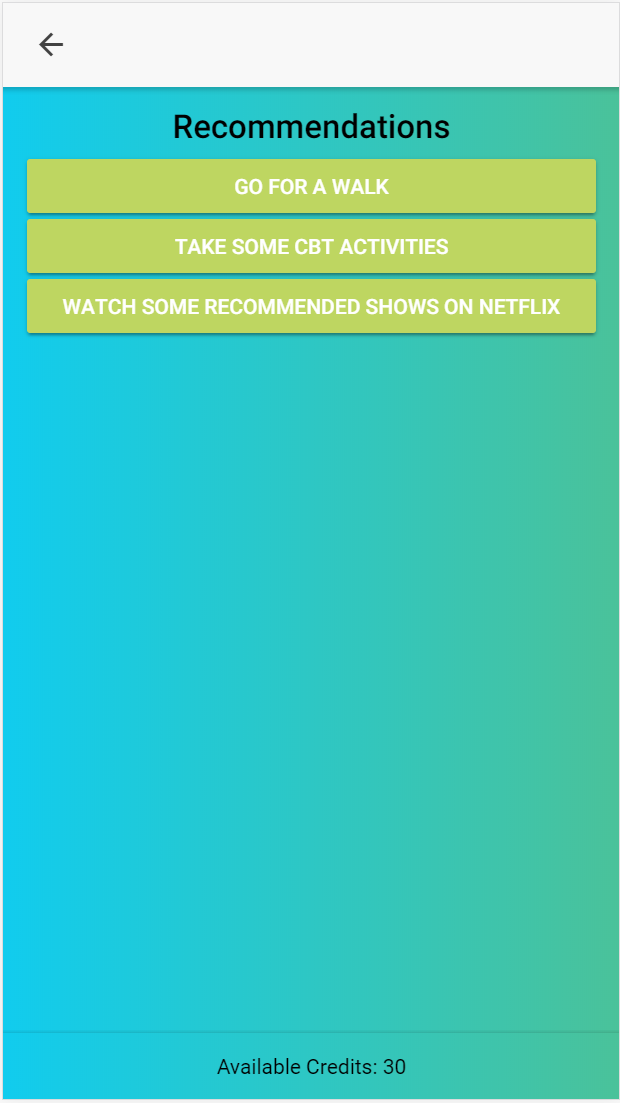 Recommendations
GO FOR A WALK
TAKE SOME CBT ACTIVITIES
WATCH SOME RECOMMENDED SHOWS ON NETFLIX
Available Credits: 30